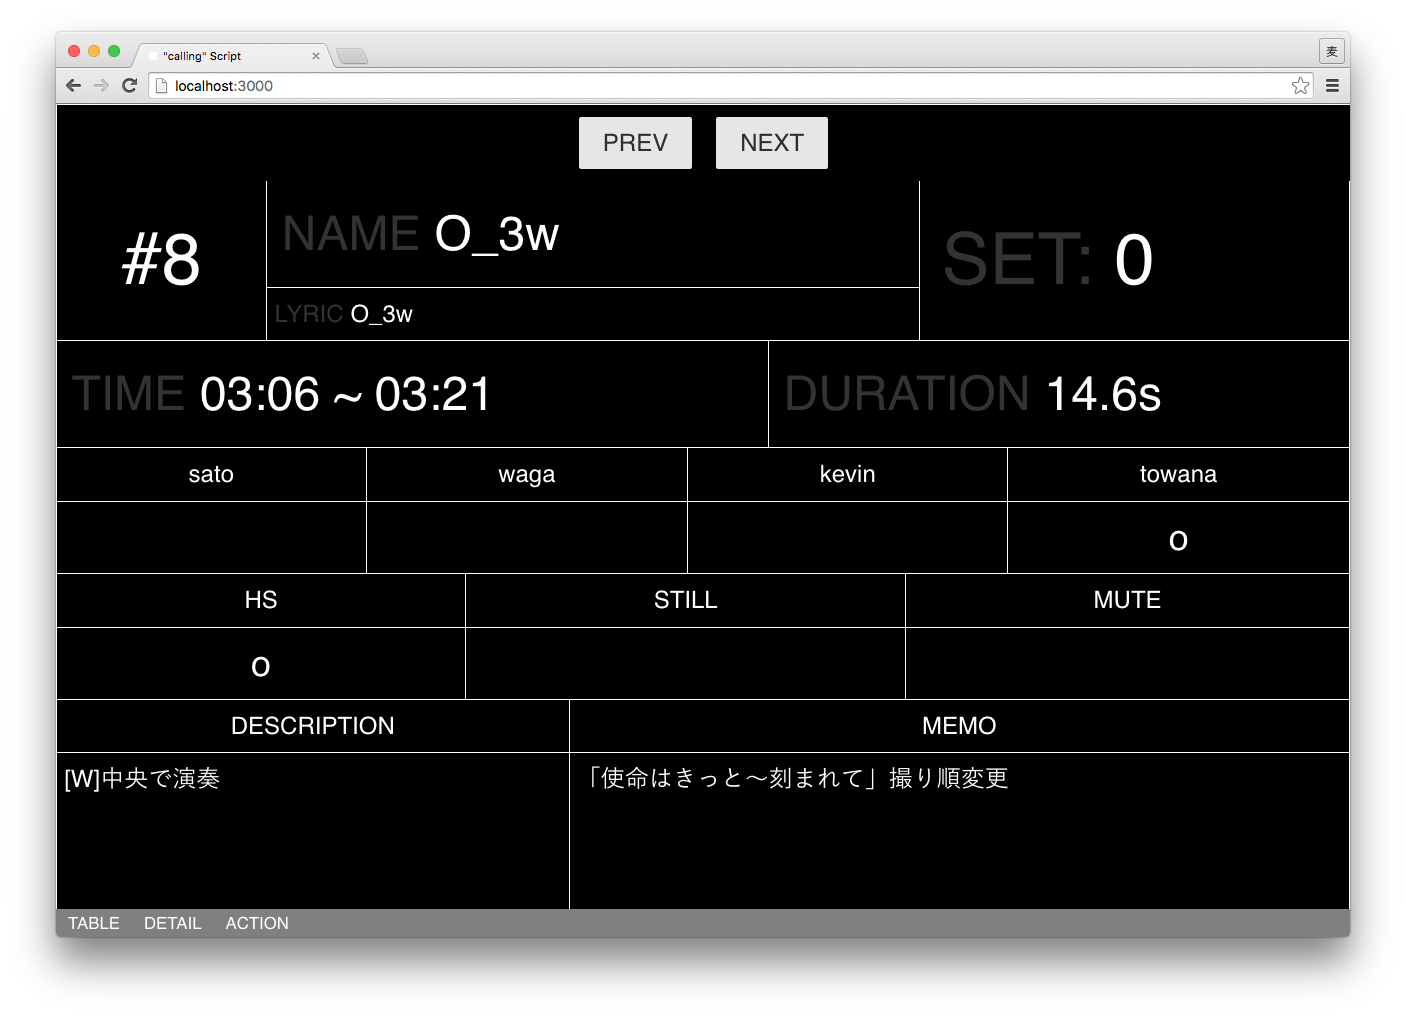 "calling" Script
麦
localhost:3000
PREV NEXT
#8
NAME O_3w
LYRIC O_3w
SET: 0
TIME 03:06 ~ 03:21
DURATION 14.6s
sato waga kevin towana
o
HS STILL MUTE
o
DESCRIPTION MEMO
[W]中央で演奏
「使命はきっと〜刻まれて」撮り順変更
TABLE DETAIL ACTION